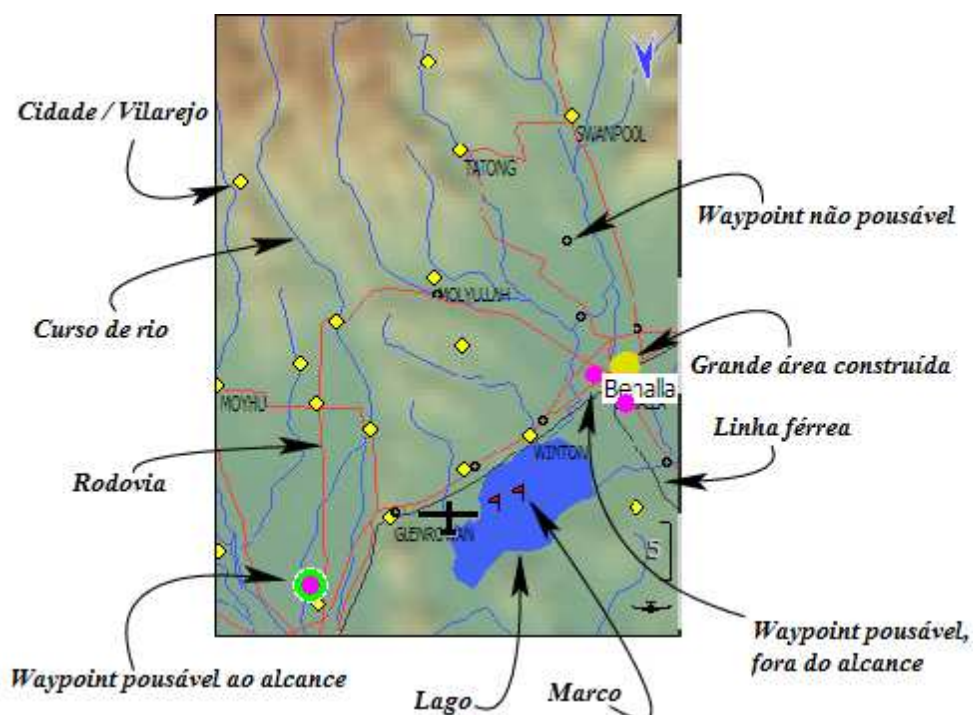 Cidade / Vilarejo
SWANPOOL
TATONG
Waypoint não pousável
MOLYULLAH
Curso de rio
Grande área construída
Benalla
MOYHU
Linha férrea
WINTON
Rodovia
5
Waypoint pousável,
fora do alcance
Waypoint pousável ao alcance
Lago
Marco